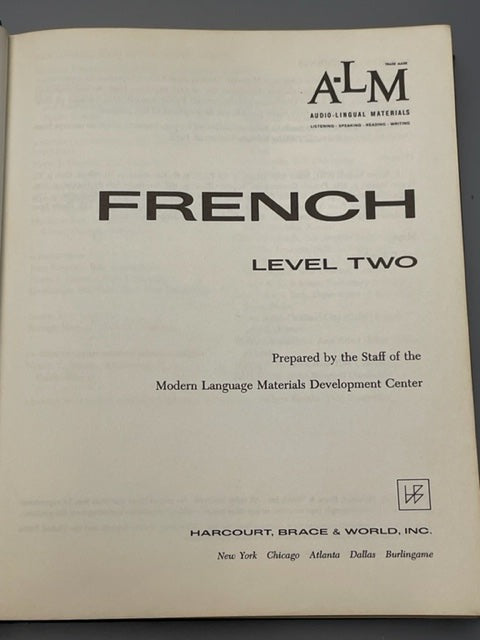 TRADE MARK
A-LM
AUDIO-LINGUAL MATERIALS
LISTENING · SPEAKING · READING · WRITING
FRENCH
LEVEL TWO
Prepared by the Staff of the
Modern Language Materials Development Center
HARCOURT, BRACE & WORLD, INC.
New York Chicago Atlanta Dallas Burlingame